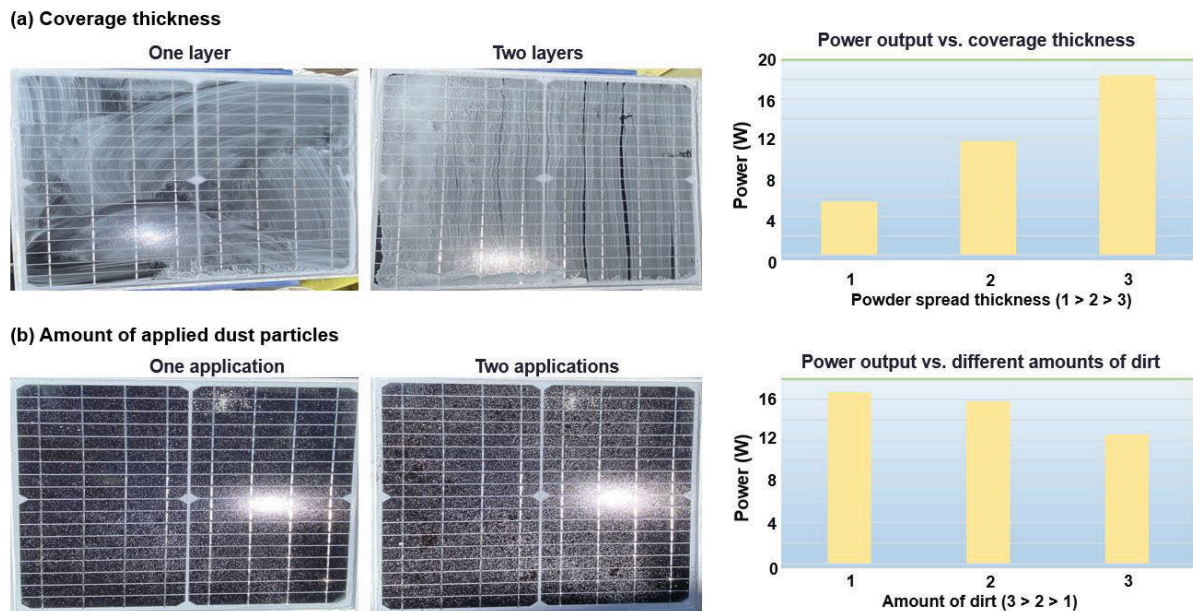 (a) Coverage thickness
One layer
Two layers
Power output vs. coverage thickness
20
16
12
8
4
0
Power (W)
1
2
3
Powder spread thickness (1 > 2 > 3)
(b) Amount of applied dust particles
One application
Two applications
Power output vs. different amounts of dirt
16
12
8
4
0
Power (W)
1
2
3
Amount of dirt (3 > 2 > 1)